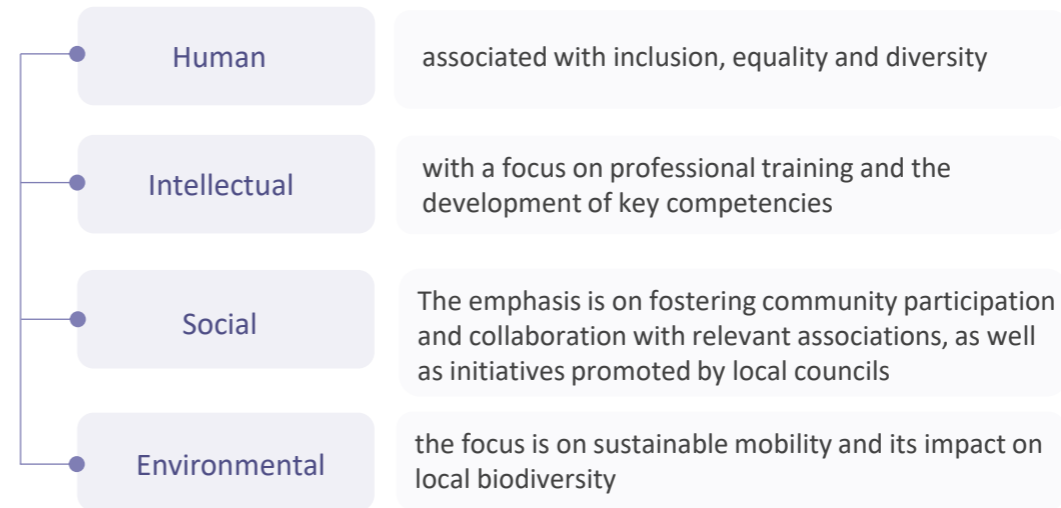 Human
associated with inclusion, equality and diversity
Intellectual
with a focus on professional training and the
development of key competencies
Social
The emphasis is on fostering community participation
and collaboration with relevant associations, as well
as initiatives promoted by local councils
Environmental
the focus is on sustainable mobility and its impact on
local biodiversity